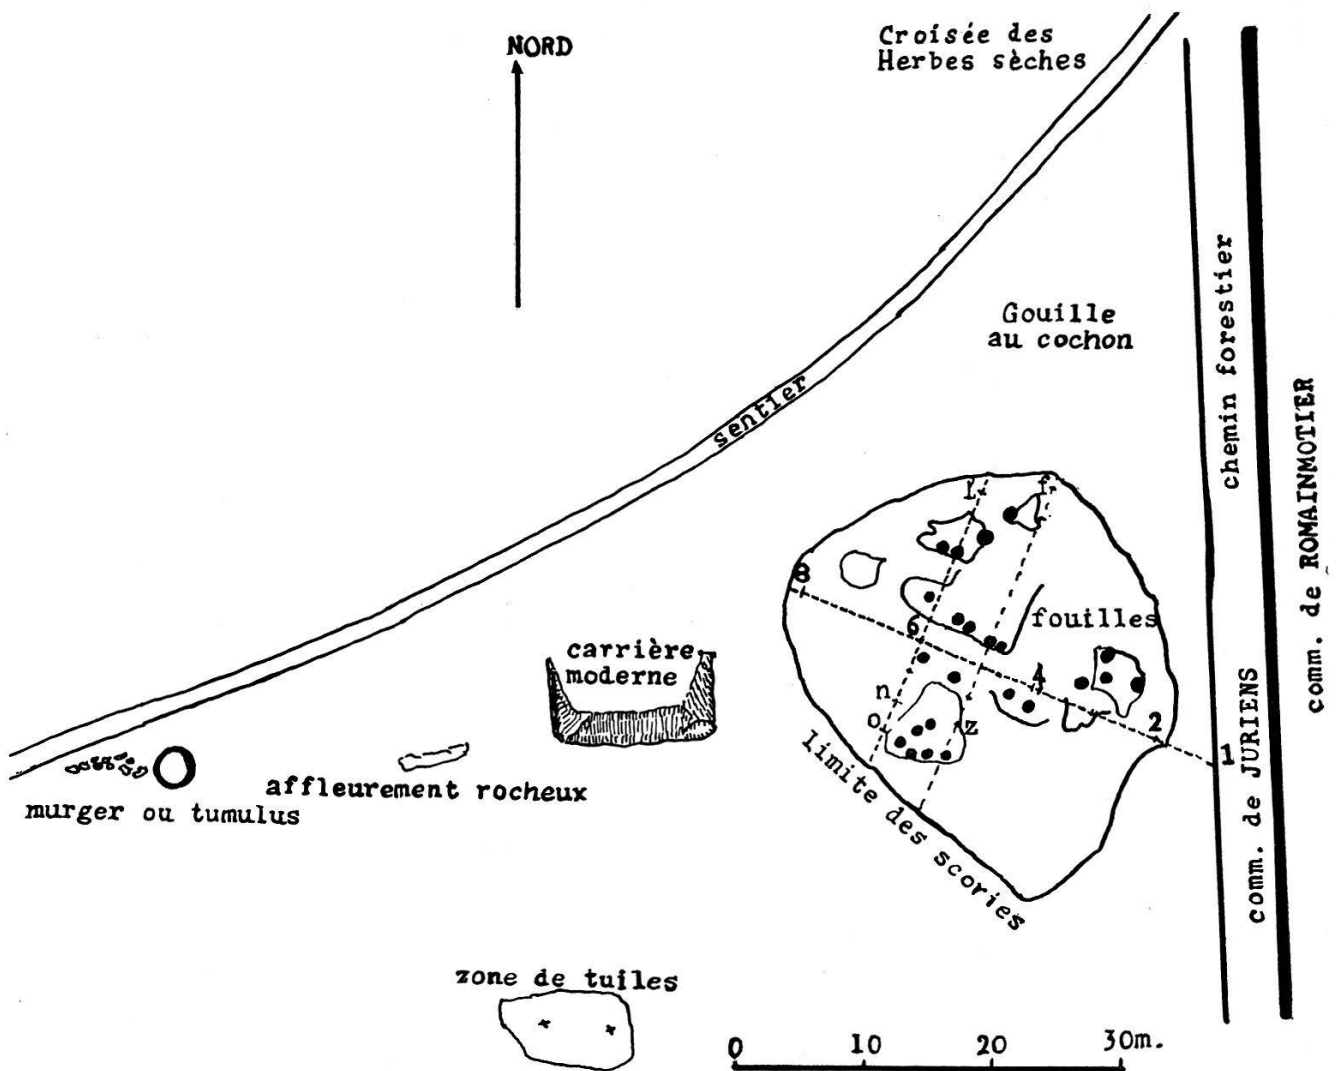 NORD
Croisée des
Herbes sèches
Gouille
au cochon
sentier
chemin forestier
comm. de ROMAINMOTIER
comm. de JURIENS
L
f
8
6
fouilles
4
2
1
n
o
z
carrière
moderne
limite des scories
affleurement rocheux
murger ou tumulus
zone de tuiles
0 10 20 30m.